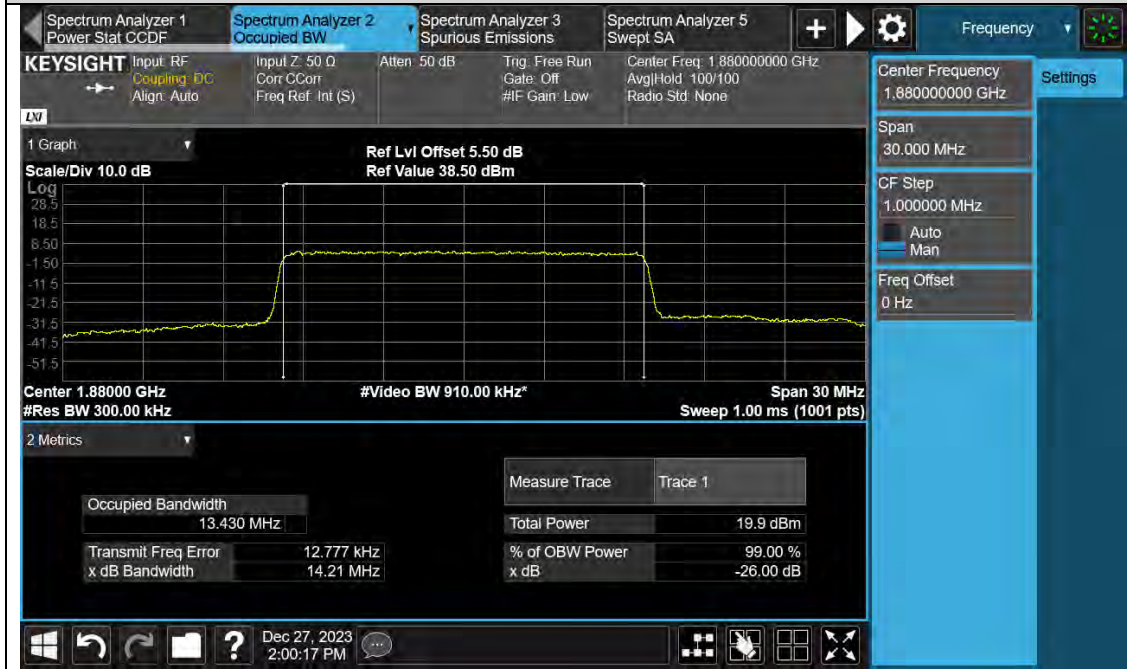 Spectrum Analyzer 1
Power Stat CCDF
Spectrum Analyzer 2
Occupied BW
Spectrum Analyzer 3
Spurious Emissions
Spectrum Analyzer 5
Swept SA
+
Frequency
KEYSIGHT
Input: RF
Coupling: DC
Align: Auto
Input Z: 50 Ω
Corr CCorr
Freq Ref: Int (S)
Atten: 50 dB
Trig: Free Run
Gate: Off
#IF Gain: Low
Center Freq: 1.880000000 GHz
Avg|Hold: 100/100
Radio Std: None
LXI
Center Frequency
1.880000000 GHz
Settings
Span
30.000 MHz
CF Step
1.000000 MHz
Auto
Man
Freq Offset
0 Hz
1 Graph
Scale/Div 10.0 dB
Ref Lvl Offset 5.50 dB
Ref Value 38.50 dBm
Log
28.5
18.5
8.50
-1.50
-11.5
-21.5
-31.5
-41.5
-51.5
Center 1.88000 GHz
#Video BW 910.00 kHz*
Span 30 MHz
#Res BW 300.00 kHz
Sweep 1.00 ms (1001 pts)
2 Metrics
Measure Trace Trace 1
Occupied Bandwidth
13.430 MHz
Total Power 19.9 dBm
Transmit Freq Error 12.777 kHz
% of OBW Power 99.00 %
x dB Bandwidth 14.21 MHz
x dB -26.00 dB
?
Dec 27, 2023
2:00:17 PM